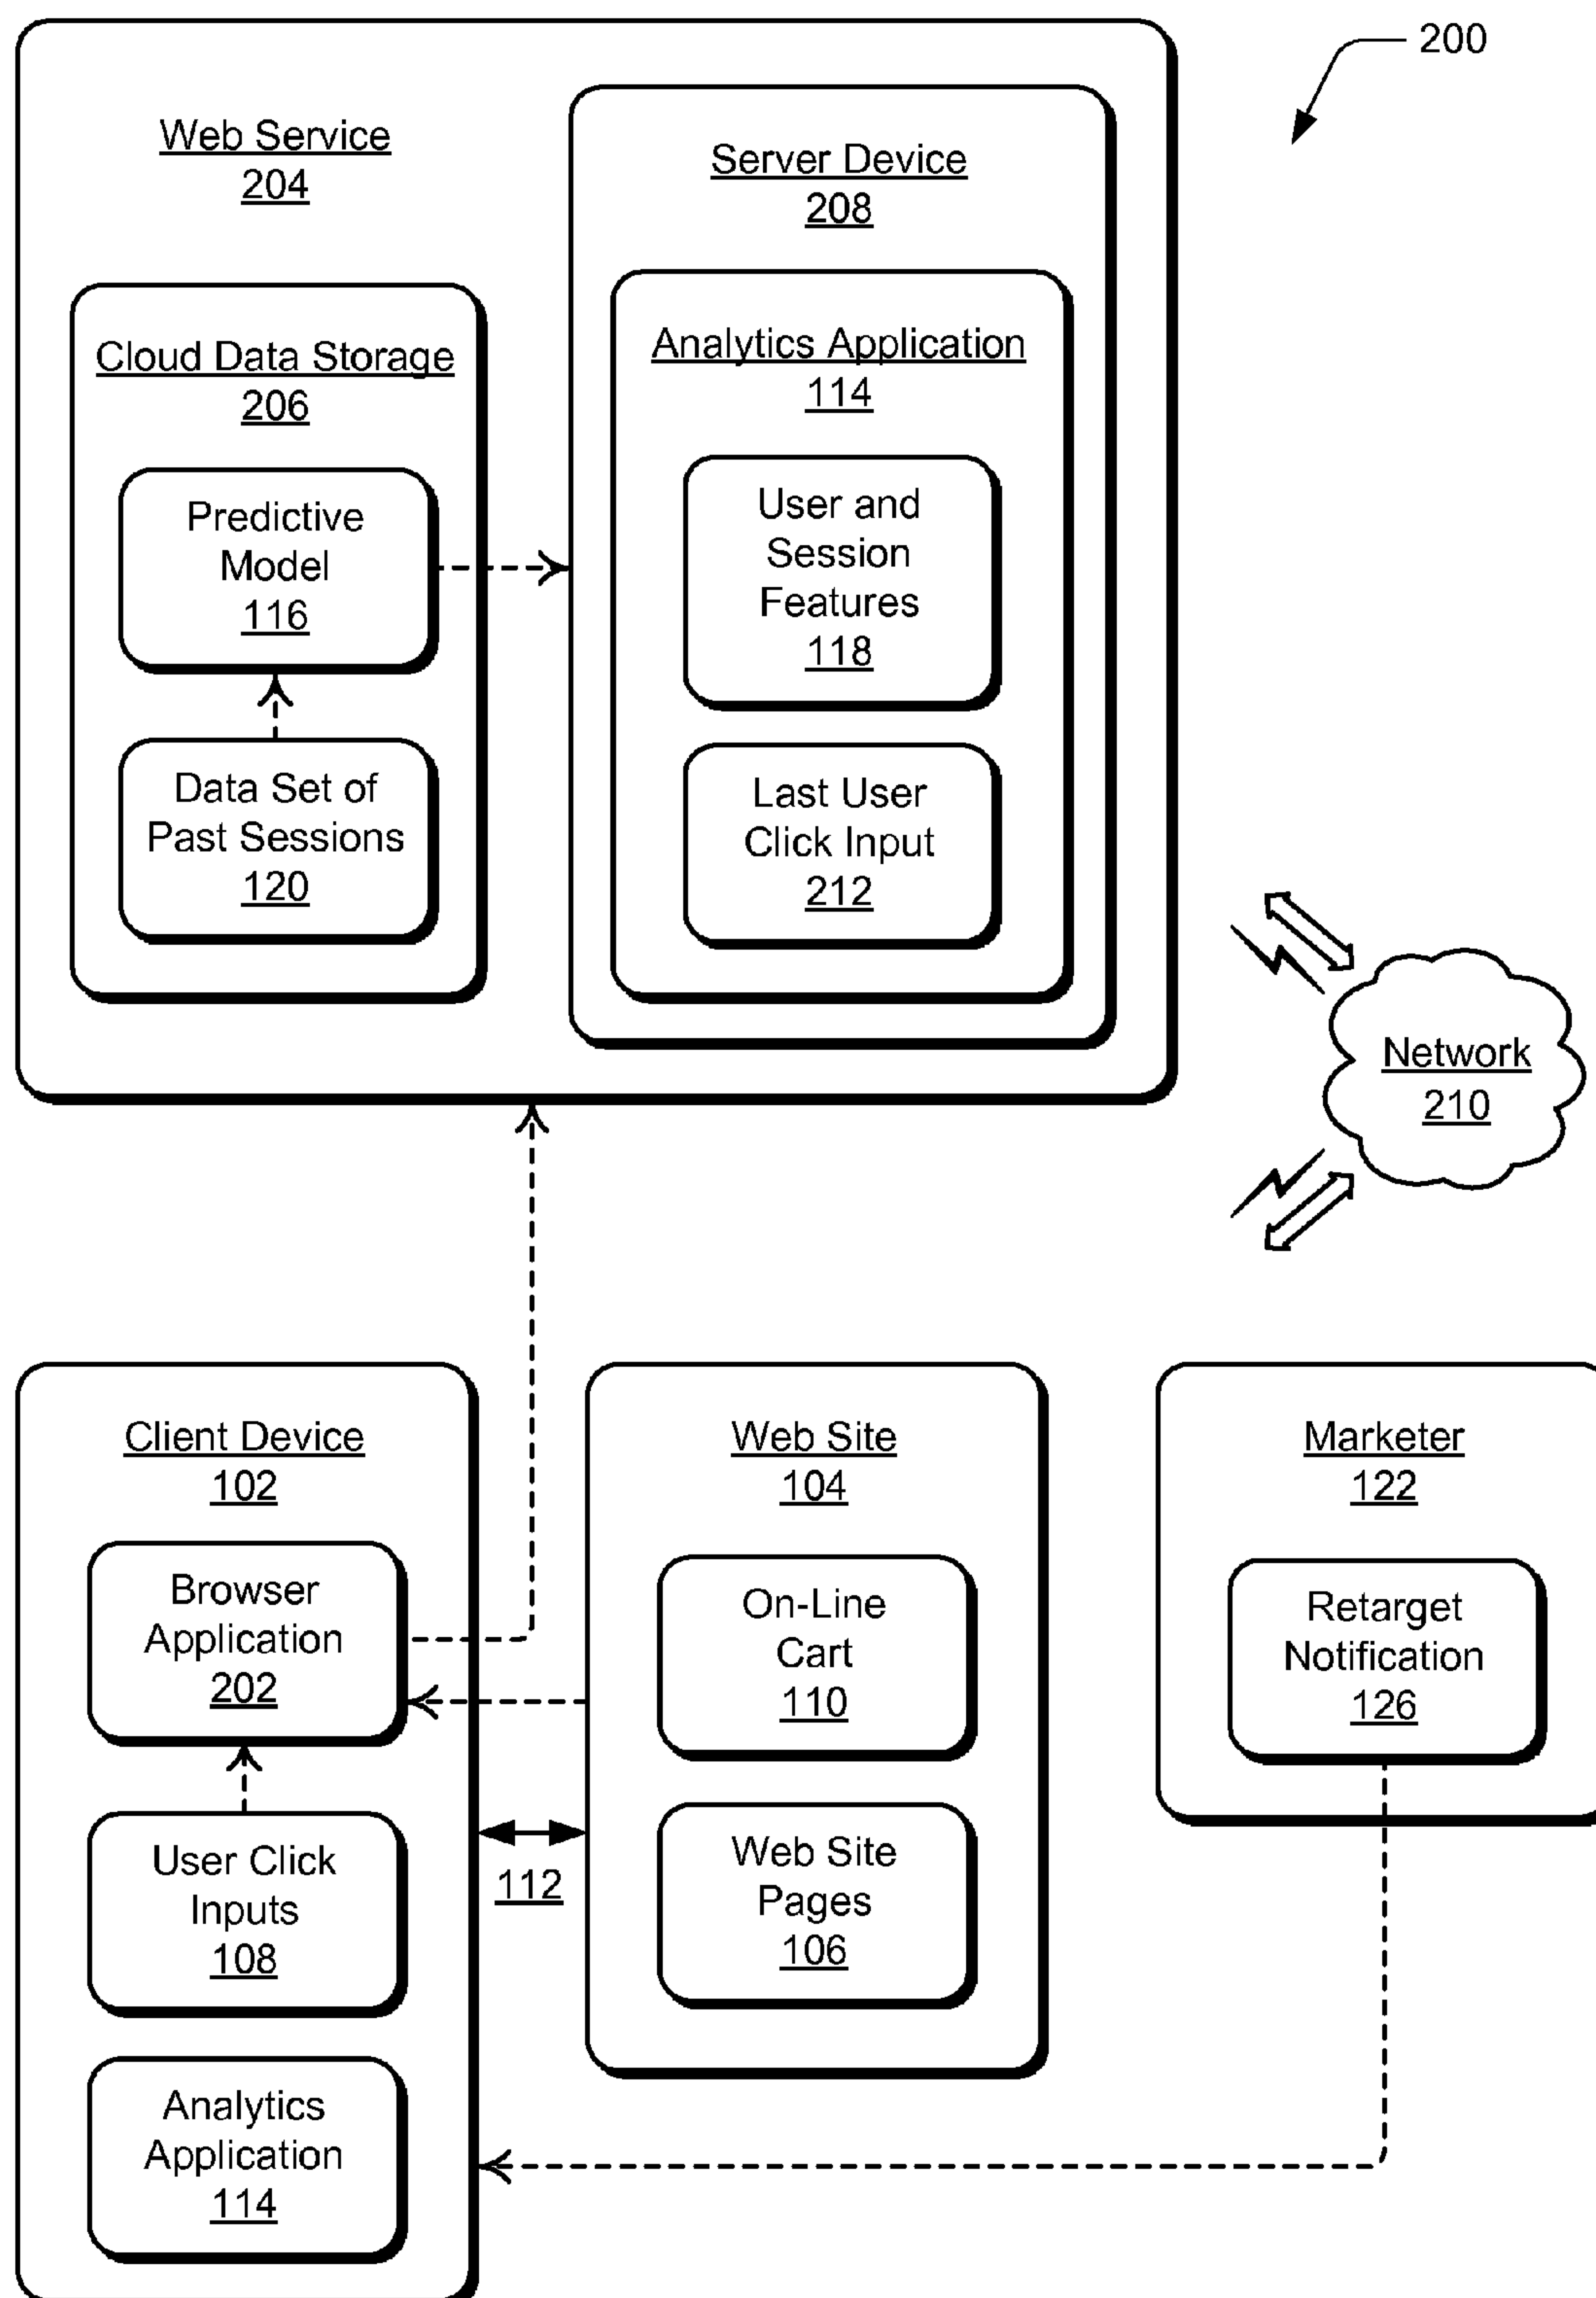 200
Web Service
204
Server Device
208
Cloud Data Storage
206
Analytics Application
114
Predictive
Model
116
User and
Session
Features
118
Data Set of
Past Sessions
120
Last User
Click Input
212
Network
210
Client Device
102
Browser
Application
202
User Click
Inputs
108
Analytics
Application
114
112
Web Site
104
On-Line
Cart
110
Web Site
Pages
106
Marketer
122
Retarget
Notification
126